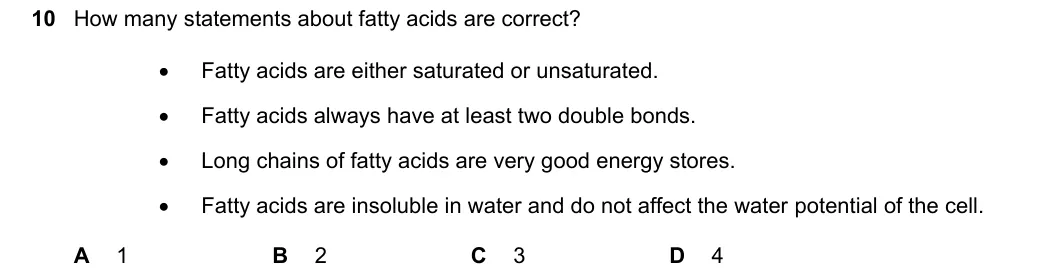 10 How many statements about fatty acids are correct?
• Fatty acids are either saturated or unsaturated.
• Fatty acids always have at least two double bonds.
• Long chains of fatty acids are very good energy stores.
• Fatty acids are insoluble in water and do not affect the water potential of the cell.
A 1 B 2 C 3 D 4